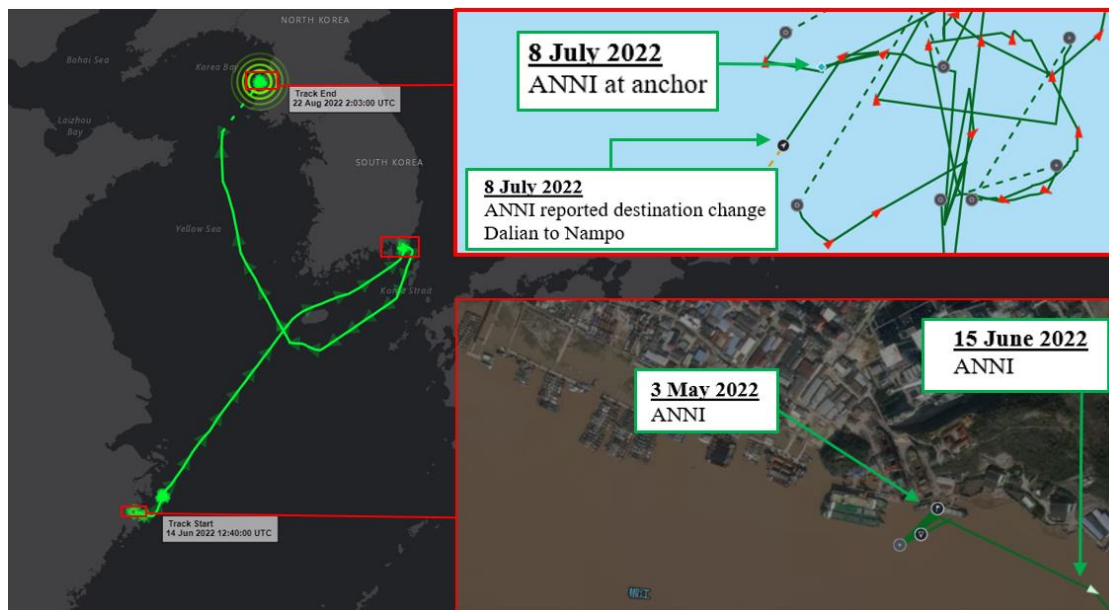 NORTH KOREA
Bohai Sea
Korea Bay
Track End
22 Aug 2022 2:03:00 UTC
Laizhou
Bay
SOUTH KOREA
Yellow Sea
Korea Strait
Track Start
14 Jun 2022 12:40:00 UTC
8 July 2022
ANNI at anchor
8 July 2022
ANNI reported destination change
Dalian to Nampo
15 June 2022
ANNI
3 May 2022
ANNI